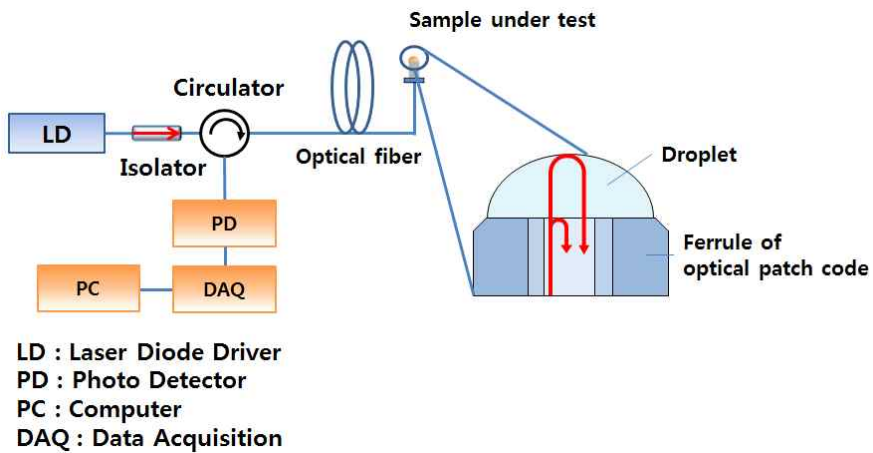 Sample under test
Circulator
LD
Isolator
Optical fiber
Droplet
PD
Ferrule of
optical patch code
PC
DAQ
LD : Laser Diode Driver
PD : Photo Detector
PC : Computer
DAQ : Data Acquisition